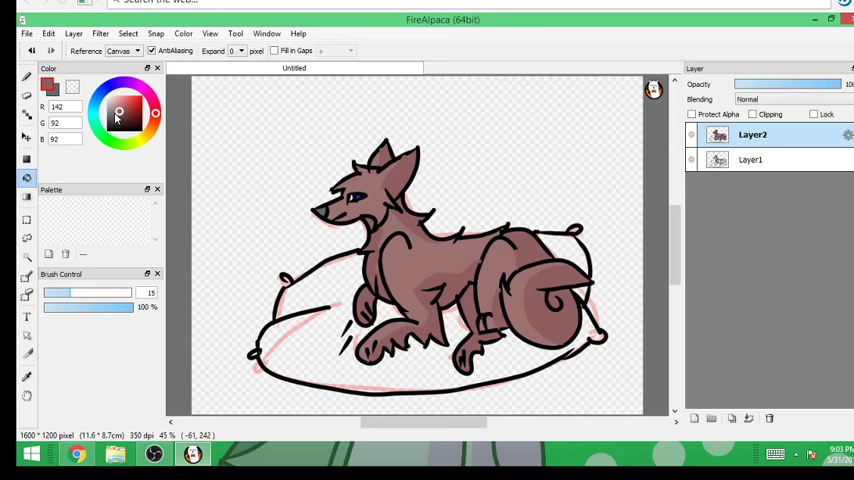 Search the web...
FireAlpaca (64bit)
File Edit Layer Filter Select Snap Color View Tool Window Help
Reference Canvas AntiAliasing Expand 0 pixel Fill in Gaps +
Color
Untitled
Layer
R 142
G 92
B 92
Opacity 100
Blending Normal
Protect Alpha Clipping Lock
Layer2
Layer1
Palette
---
Brush Control
15
100 %
1600 * 1200 pixel (11.6 * 8.7cm) 350 dpi 45 % ( -61, 242 )
9:03 PM